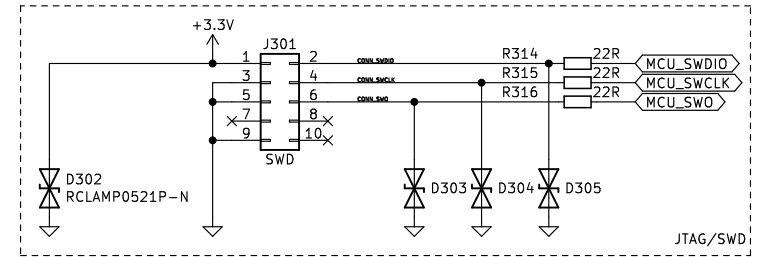 +3.3V
J301
1 2 CONN_SWDIO R314 22R MCU_SWDIO
3 4 CONN_SWCLK R315 22R MCU_SWCLK
5 6 CONN_SWO R316 22R MCU_SWO
7 8
9 10
SWD
D302
RCLAMP0521P-N
D303 D304 D305
JTAG/SWD